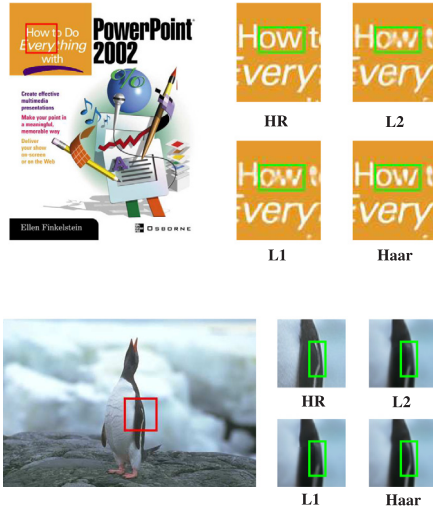 How to Do
Everything
with
PowerPoint
2002
Create effective
multimedia
presentations
Make your point in
a meaningful,
memorable way
Deliver
your show
on screen
or on the Web
Ellen Finkelstein
OSBORNE
How to
Every
HR
How t
Every
L2
How t
Every
L1
How t
Every
Haar
HR
L2
L1
Haar